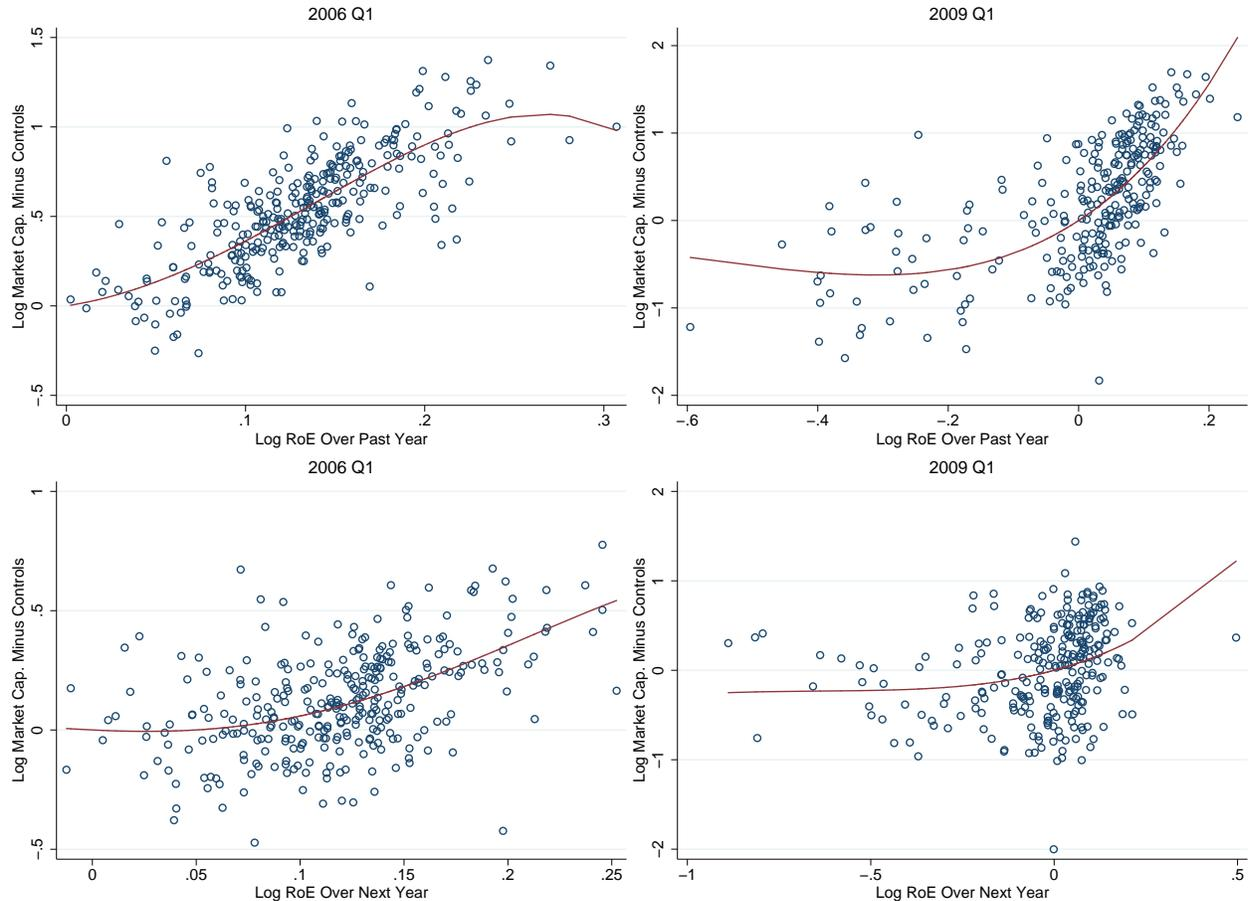 2006 Q1
Log Market Cap. Minus Controls
1.5
1
.5
0
-.5
0 .1 .2 .3
Log RoE Over Past Year
2009 Q1
Log Market Cap. Minus Controls
2
1
0
-1
-2
-.6 -.4 -.2 0 .2
Log RoE Over Past Year
2006 Q1
Log Market Cap. Minus Controls
1
.5
0
-.5
0 .05 .1 .15 .2 .25
Log RoE Over Next Year
2009 Q1
Log Market Cap. Minus Controls
2
1
0
-1
-2
-1 -.5 0 .5
Log RoE Over Next Year